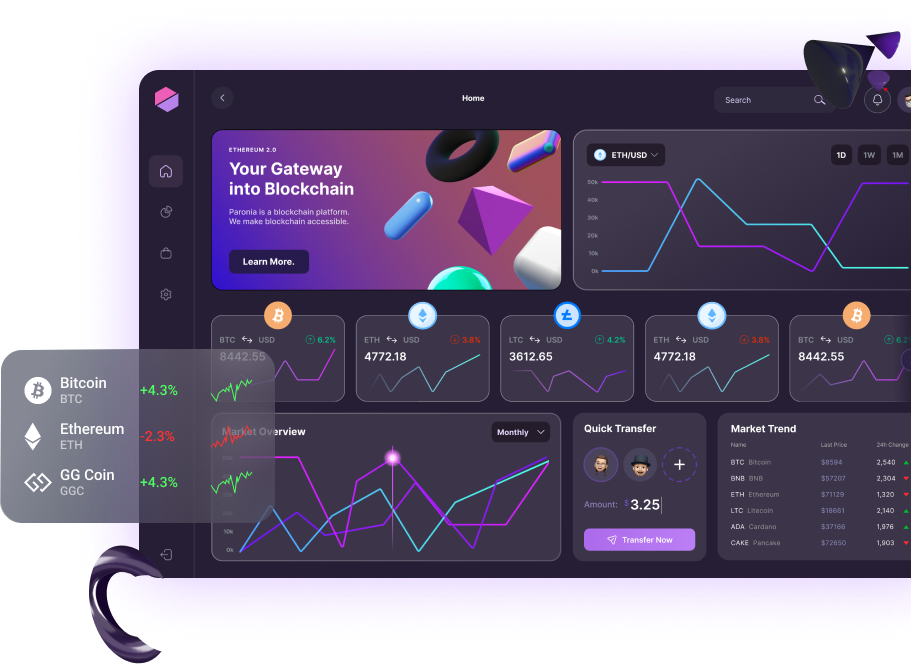 Home
Search
ETHEREUM 2.0
Your Gateway
into Blockchain
Paronia is a blockchain platform.
We make blockchain accessible.
Learn More.
ETH/USD
1D
1W
1M
50k
40k
30k
20k
10k
0k
BTC USD 6.2%
8442.55
ETH USD 3.8%
4772.18
LTC USD 4.2%
3612.65
ETH USD 3.8%
4772.18
BTC USD
8442.55
Bitcoin
BTC
+4.3%
Ethereum
ETH
-2.3%
GG Coin
GGC
+4.3%
Market Overview
Monthly
10k
0k
Quick Transfer
Amount: $ 3.25
Transfer Now
Market Trend
Name Last Price 24h Change
BTC Bitcoin $8594 2,540
BNB BNB $57207 2,304
ETH Ethereum $71129 1,320
LTC Litecoin $18661 2,140
ADA Cardano $37166 1,976
CAKE Pancake $72650 1,903